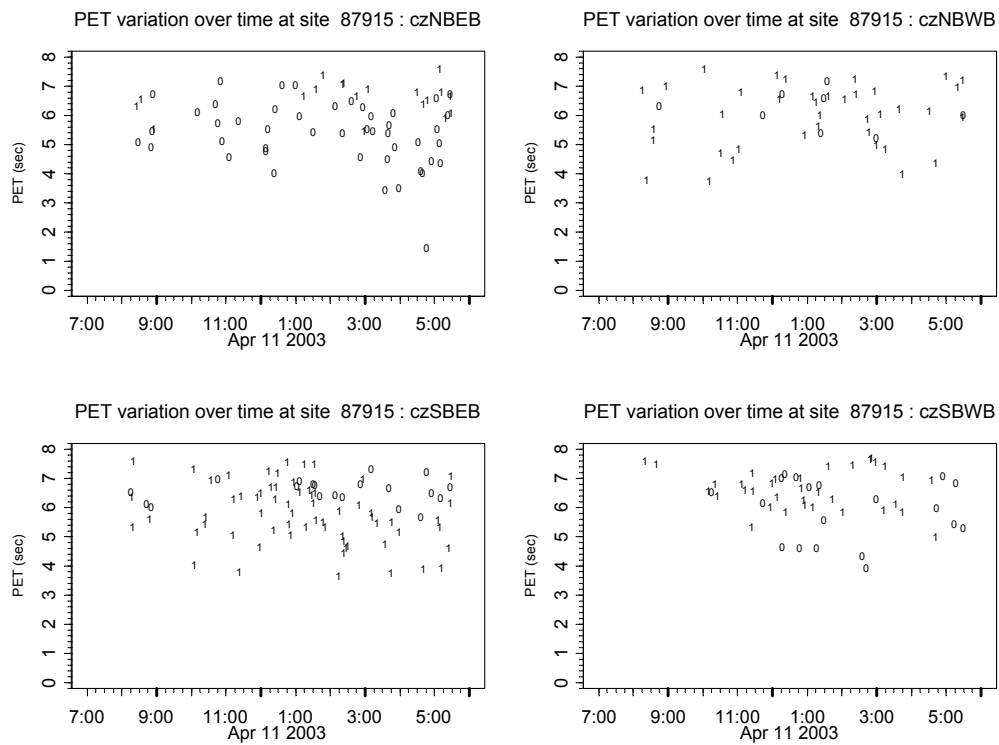 PET variation over time at site 87915 : czNBEB
PET (sec)
8
7
6
5
4
3
2
1
0
7:00 9:00 11:00 1:00 3:00 5:00
Apr 11 2003
PET variation over time at site 87915 : czNBWB
PET (sec)
8
7
6
5
4
3
2
1
0
7:00 9:00 11:00 1:00 3:00 5:00
Apr 11 2003
PET variation over time at site 87915 : czSBEB
PET (sec)
8
7
6
5
4
3
2
1
0
7:00 9:00 11:00 1:00 3:00 5:00
Apr 11 2003
PET variation over time at site 87915 : czSBWB
PET (sec)
8
7
6
5
4
3
2
1
0
7:00 9:00 11:00 1:00 3:00 5:00
Apr 11 2003